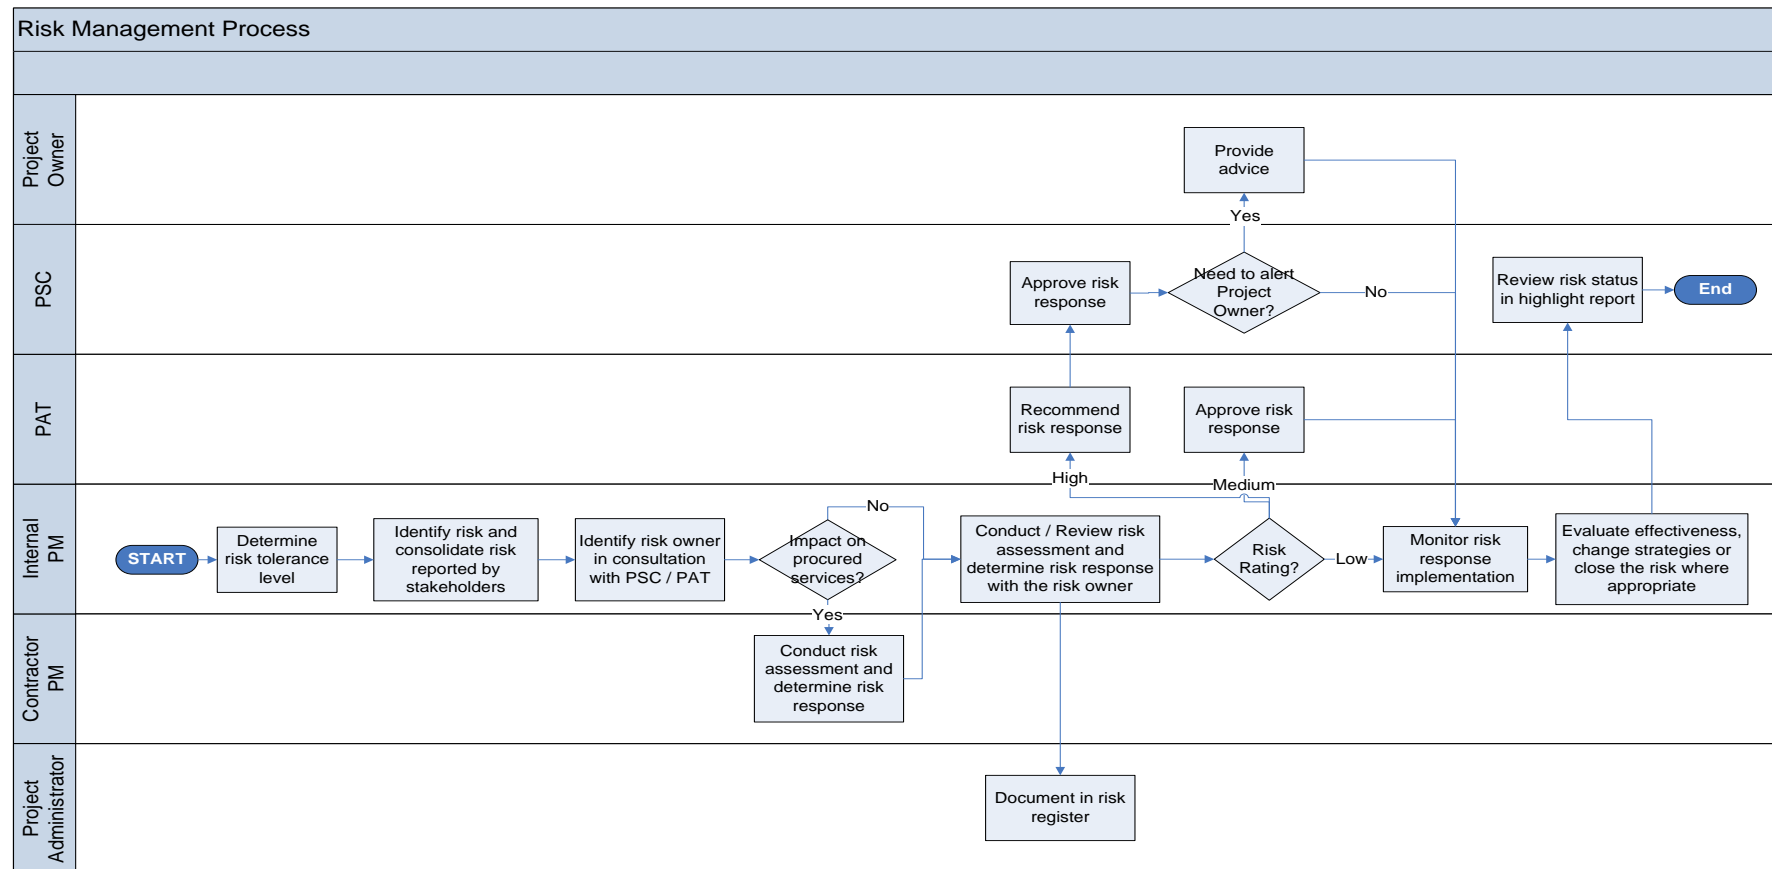 Risk Management Process
Project
Owner
Provide
advice
Yes
PSC
Approve risk
response
Need to alert
Project
Owner?
No
Review risk status
in highlight report
End
PAT
Recommend
risk response
Approve risk
response
High
Medium
Internal
PM
START
Determine
risk tolerance
level
Identify risk and
consolidate risk
reported by
stakeholders
Identify risk owner
in consultation
with PSC / PAT
Impact on
procured
services?
No
Yes
Conduct / Review risk
assessment and
determine risk response
with the risk owner
Risk
Rating?
Low
Monitor risk
response
implementation
Evaluate effectiveness,
change strategies or
close the risk where
appropriate
Contractor
PM
Conduct risk
assessment and
determine risk
response
Project
Administrator
Document in risk
register